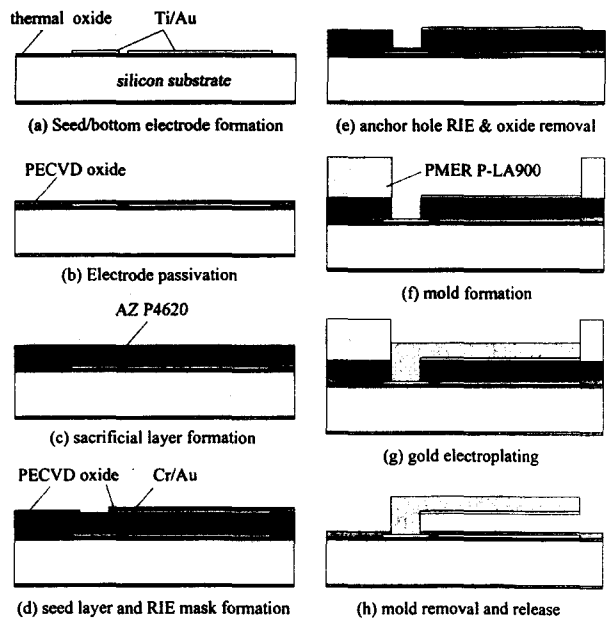 thermal oxide
Ti/Au
silicon substrate
(a) Seed/bottom electrode formation
PECVD oxide
(b) Electrode passivation
AZ P4620
(c) sacrificial layer formation
PECVD oxide
Cr/Au
(d) seed layer and RIE mask formation
(e) anchor hole RIE & oxide removal
PMER P-LA900
(f) mold formation
(g) gold electroplating
(h) mold removal and release